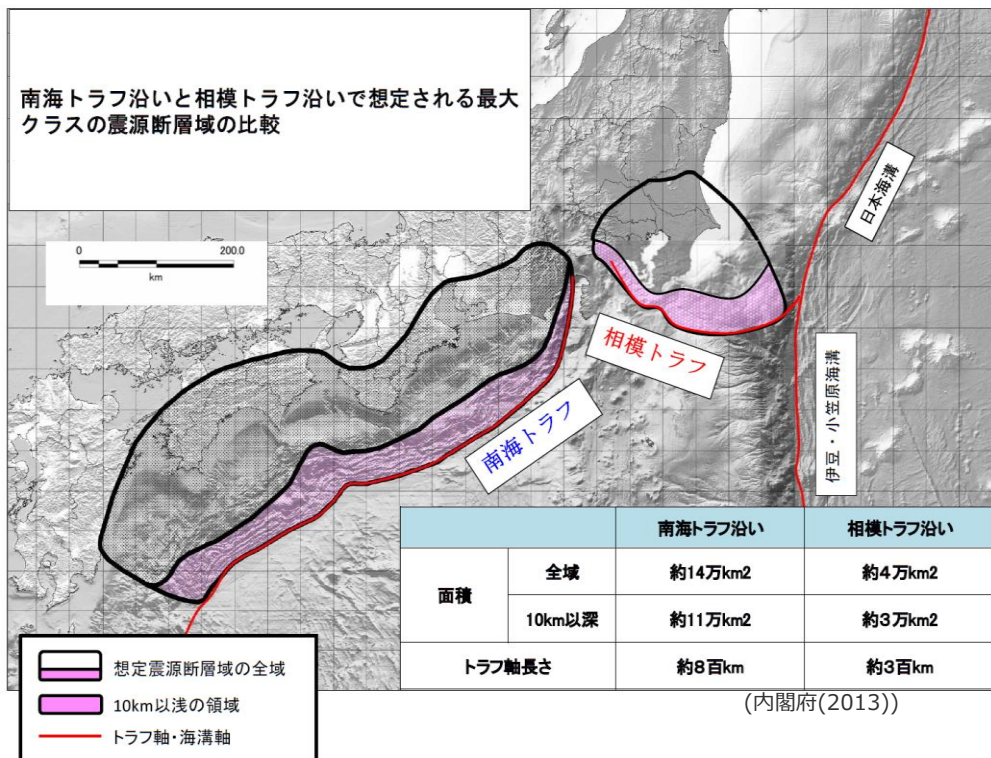 南海トラフ沿いと相模トラフ沿いで想定される最大
クラスの震源断層域の比較
0 200.0
km
日本海溝
相模トラフ
南海トラフ
伊豆・小笠原海溝
南海トラフ沿い 相模トラフ沿い
面積 全域 約14万km2 約4万km2
10km以深 約11万km2 約3万km2
トラフ軸長さ 約8百km 約3百km
想定震源断層域の全域
10km以浅の領域
トラフ軸・海溝軸
(内閣府(2013))